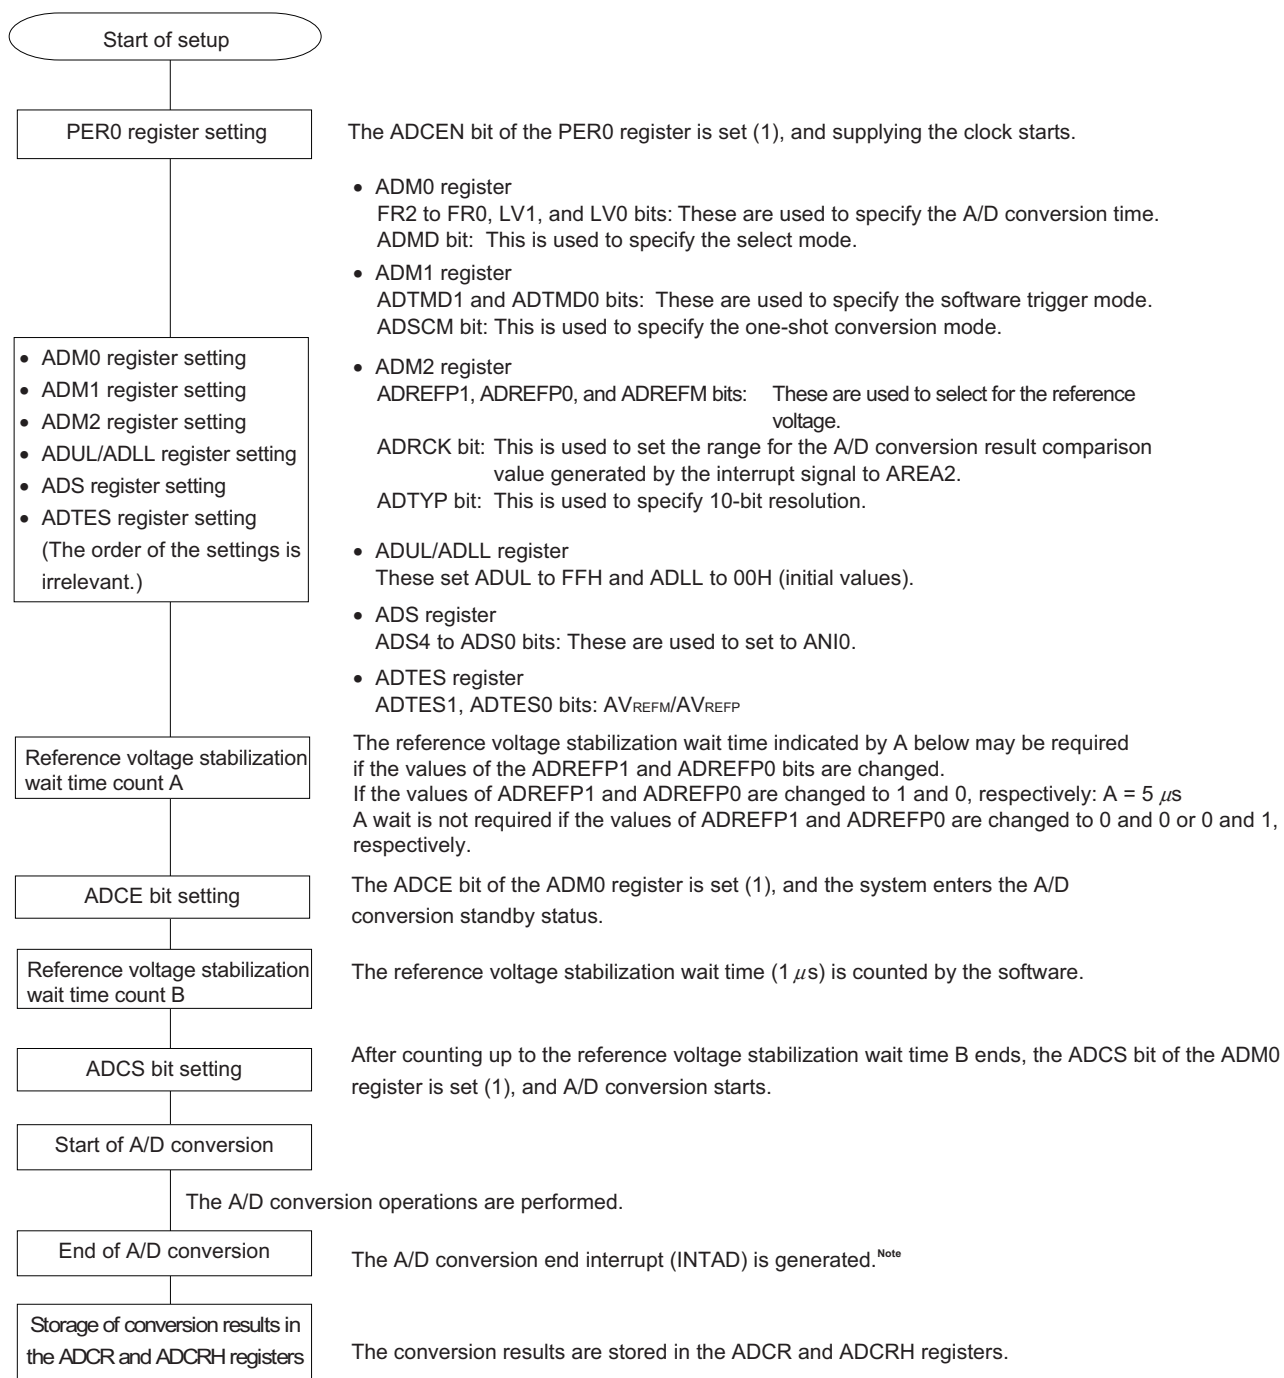 Start of setup
PER0 register setting
The ADCEN bit of the PER0 register is set (1), and supplying the clock starts.
• ADM0 register
FR2 to FR0, LV1, and LV0 bits: These are used to specify the A/D conversion time.
ADMD bit: This is used to specify the select mode.
• ADM1 register
ADTMD1 and ADTMD0 bits: These are used to specify the software trigger mode.
ADSCM bit: This is used to specify the one-shot conversion mode.
• ADM0 register setting
• ADM1 register setting
• ADM2 register setting
• ADUL/ADLL register setting
• ADS register setting
• ADTES register setting
(The order of the settings is
irrelevant.)
• ADM2 register
ADREFP1, ADREFP0, and ADREFM bits: These are used to select for the reference
voltage.
ADRCK bit: This is used to set the range for the A/D conversion result comparison
value generated by the interrupt signal to AREA2.
ADTYP bit: This is used to specify 10-bit resolution.
• ADUL/ADLL register
These set ADUL to FFH and ADLL to 00H (initial values).
• ADS register
ADS4 to ADS0 bits: These are used to set to ANI0.
• ADTES register
ADTES1, ADTES0 bits: AVREFM/AVREFP
Reference voltage stabilization
wait time count A
The reference voltage stabilization wait time indicated by A below may be required
if the values of the ADREFP1 and ADREFP0 bits are changed.
If the values of ADREFP1 and ADREFP0 are changed to 1 and 0, respectively: A = 5 μs
A wait is not required if the values of ADREFP1 and ADREFP0 are changed to 0 and 0 or 0 and 1,
respectively.
ADCE bit setting
The ADCE bit of the ADM0 register is set (1), and the system enters the A/D
conversion standby status.
Reference voltage stabilization
wait time count B
The reference voltage stabilization wait time (1 μs) is counted by the software.
ADCS bit setting
After counting up to the reference voltage stabilization wait time B ends, the ADCS bit of the ADM0
register is set (1), and A/D conversion starts.
Start of A/D conversion
The A/D conversion operations are performed.
End of A/D conversion
The A/D conversion end interrupt (INTAD) is generated.Note
Storage of conversion results in
the ADCR and ADCRH registers
The conversion results are stored in the ADCR and ADCRH registers.